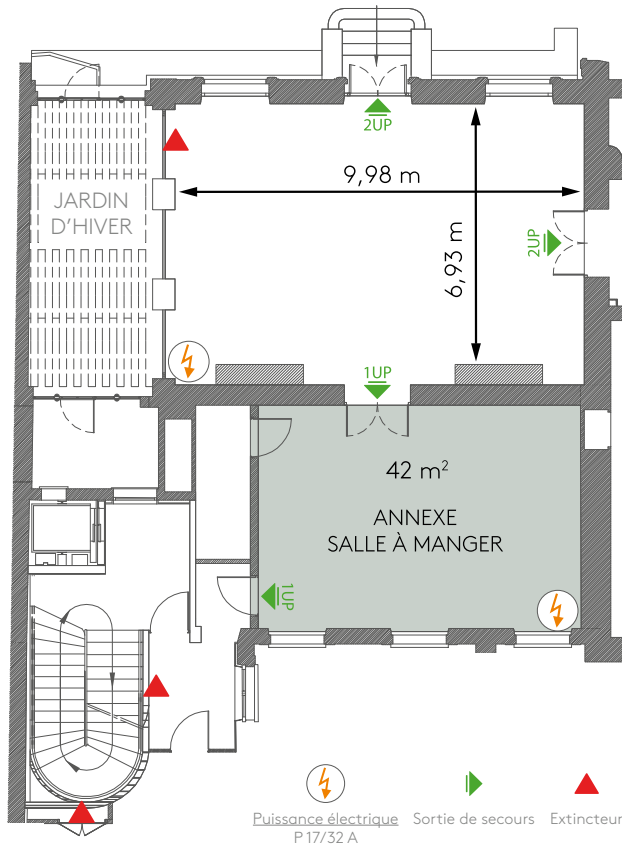 2UP
9,98 m
JARDIN
D'HIVER
2UP
6,93 m
1UP
42 m²
ANNEXE
SALLE À MANGER
1UP
Puissance électrique
P 17/32 A
Sortie de secours
Extincteur